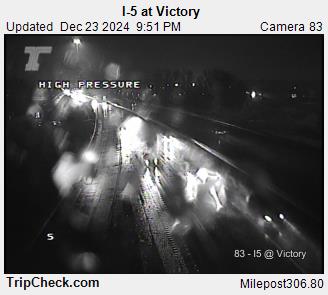 I-5 at Victory
Updated Dec 23 2024 9:51 PM Camera 83
T
HIGH PRESSURE
S
83 - I5 @ Victory
TripCheck.com Milepost306.80